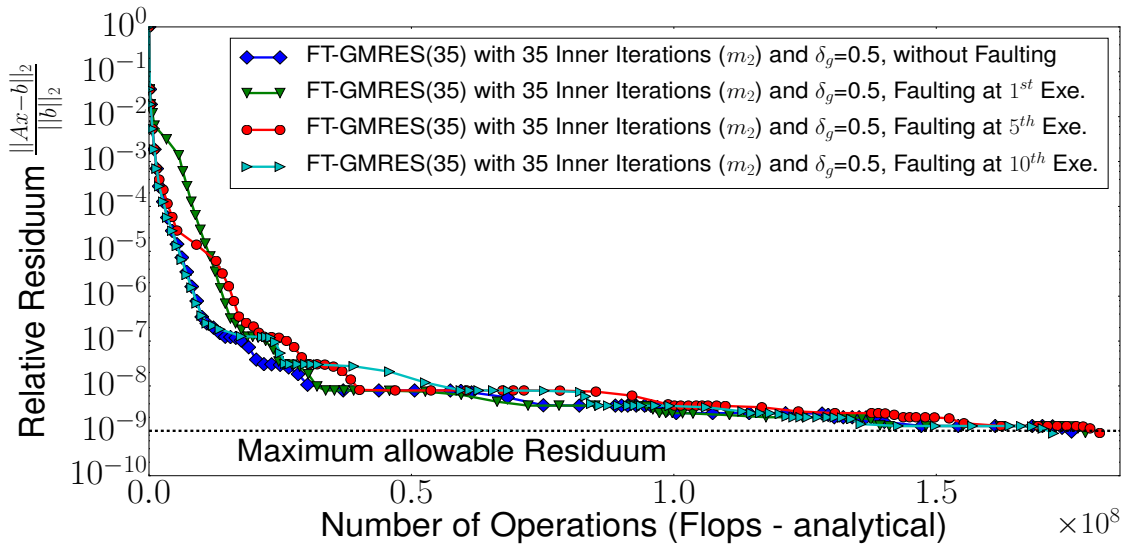 10^0
10^-1
10^-2
10^-3
10^-4
10^-5
10^-6
10^-7
10^-8
10^-9
10^-10
Relative Residuum ||Ax-b||_2 / ||b||_2
FT-GMRES(35) with 35 Inner Iterations (m_2) and δ_g=0.5, without Faulting
FT-GMRES(35) with 35 Inner Iterations (m_2) and δ_g=0.5, Faulting at 1^st Exe.
FT-GMRES(35) with 35 Inner Iterations (m_2) and δ_g=0.5, Faulting at 5^th Exe.
FT-GMRES(35) with 35 Inner Iterations (m_2) and δ_g=0.5, Faulting at 10^th Exe.
Maximum allowable Residuum
0.0 0.5 1.0 1.5
Number of Operations (Flops - analytical) ×10^8